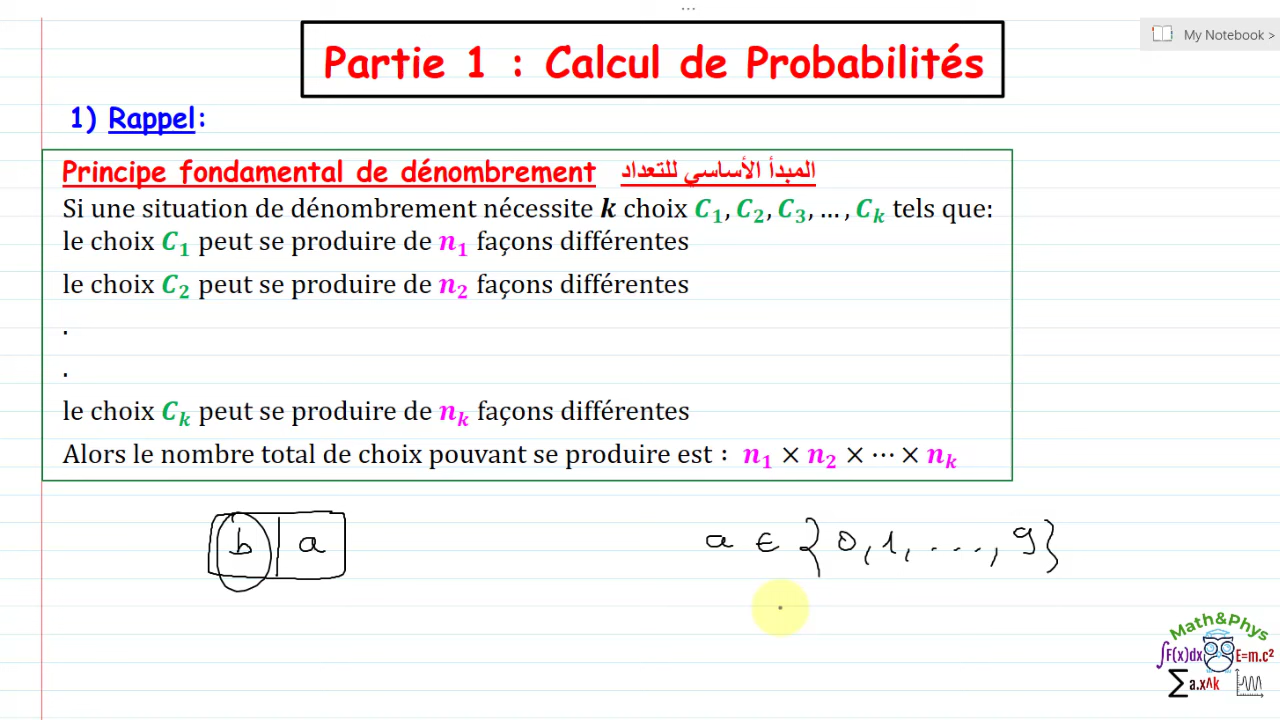 ...
My Notebook >
Partie 1 : Calcul de Probabilités
1) Rappel:
Principe fondamental de dénombrement المبدأ الأساسي للتعداد
Si une situation de dénombrement nécessite k choix C₁, C₂, C₃, … , Cₖ tels que:
le choix C₁ peut se produire de n₁ façons différentes
le choix C₂ peut se produire de n₂ façons différentes
.
.
le choix Cₖ peut se produire de nₖ façons différentes
Alors le nombre total de choix pouvant se produire est : n₁ × n₂ × ⋯ × nₖ
b | a
a ∈ {0, 1, ..., 9}
Math&Phys
∫F(x)dx E=m.c²
∑a.x^k